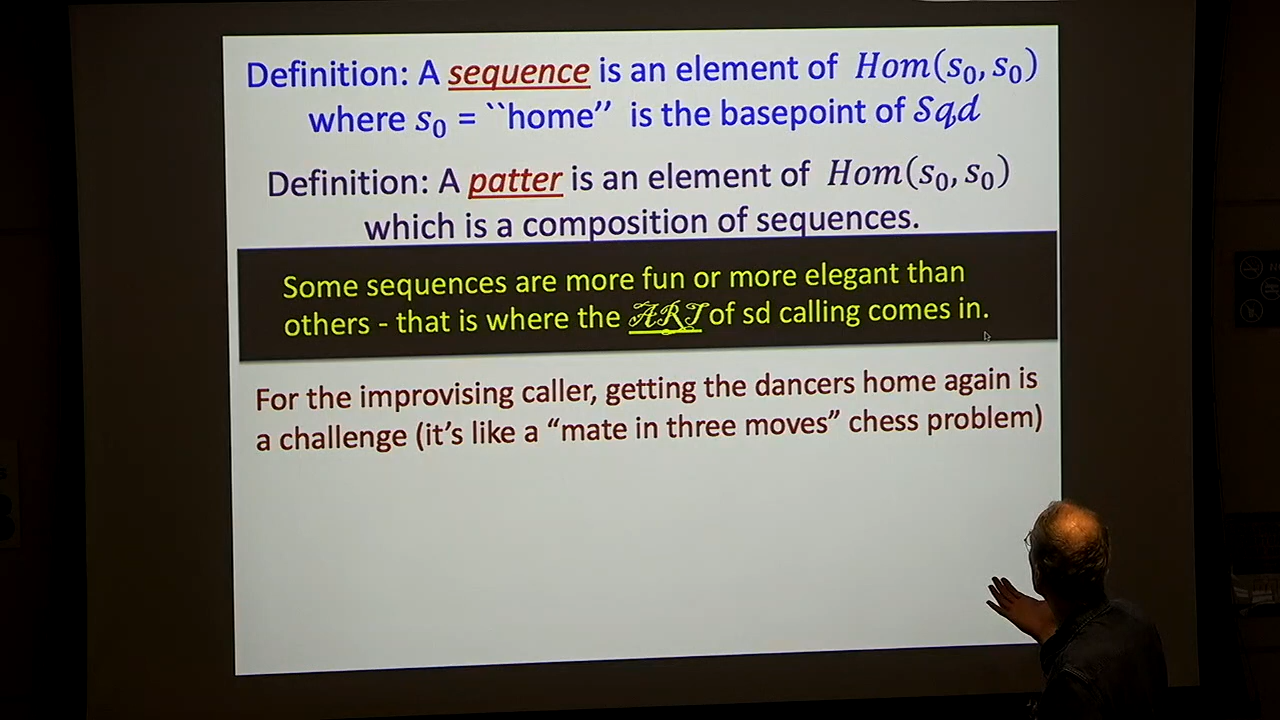 Definition: A sequence is an element of Hom(s₀, s₀)
where s₀ = ``home'' is the basepoint of Sqd
Definition: A patter is an element of Hom(s₀, s₀)
which is a composition of sequences.
Some sequences are more fun or more elegant than
others - that is where the ART of sd calling comes in.
For the improvising caller, getting the dancers home again is
a challenge (it's like a “mate in three moves” chess problem)